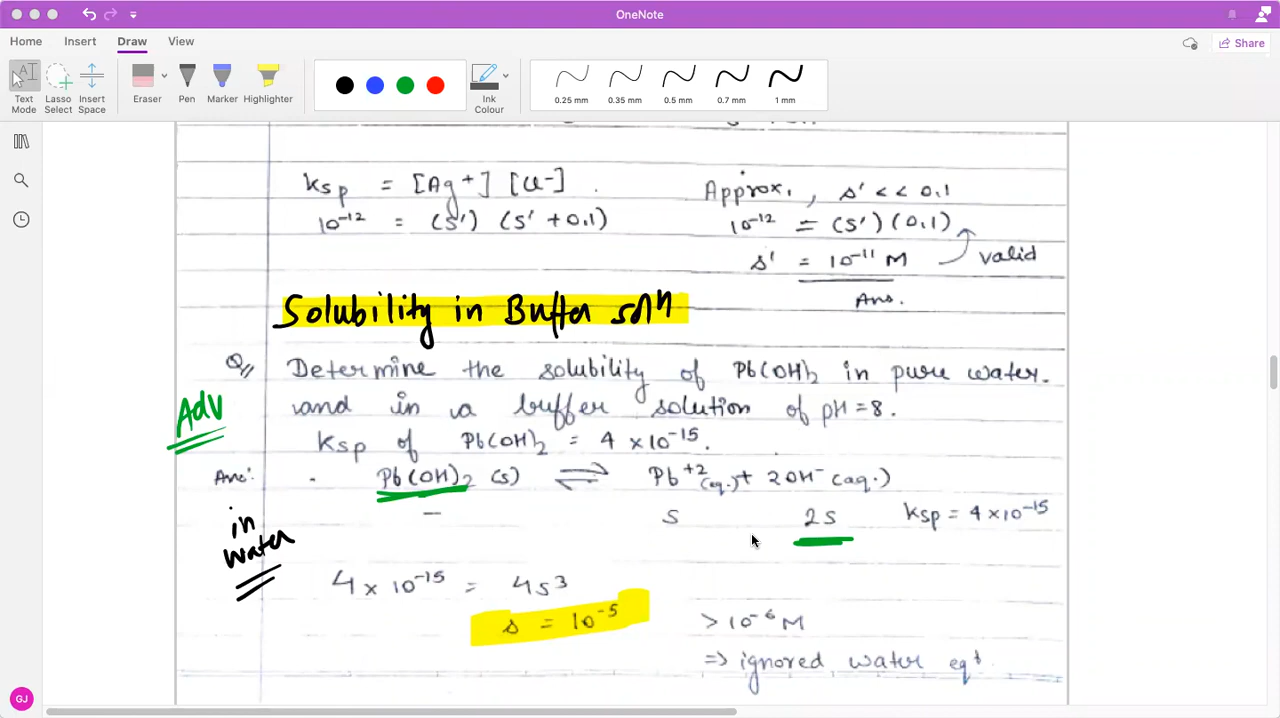 OneNote
Home Insert Draw View
Share
Text Mode
Lasso Select
Insert Space
Eraser
Pen
Marker
Highlighter
Ink Colour
0.25 mm
0.35 mm
0.5 mm
0.7 mm
1 mm
Ksp = [Ag+] [Cl-] .
10⁻¹² = (s') (s' + 0.1)
Approx. , s' << 0.1
10⁻¹² = (s') (0.1)
s' = 10⁻¹¹ M
valid
Ans.
Solubility in Buffer solⁿ
Q//
Determine the solubility of Pb(OH)₂ in pure water.
and in a buffer solution of pH = 8.
Adv
Ksp of Pb(OH)₂ = 4 × 10⁻¹⁵.
Ans: Pb(OH)₂ (s) ⇌ Pb⁺² (aq.) + 2OH⁻ (aq.)
– s 2s Ksp = 4 × 10⁻¹⁵
in water
4 × 10⁻¹⁵ = 4s³
s = 10⁻⁵ > 10⁻⁶ M
⇒ ignored water eqᵗ
GJ